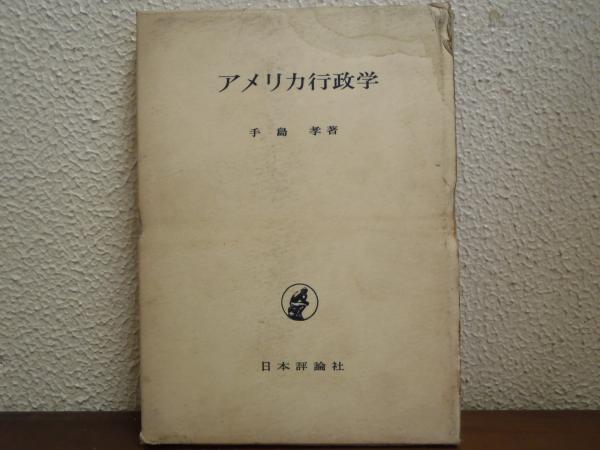 アメリカ行政学
手島 孝著
日本評論社